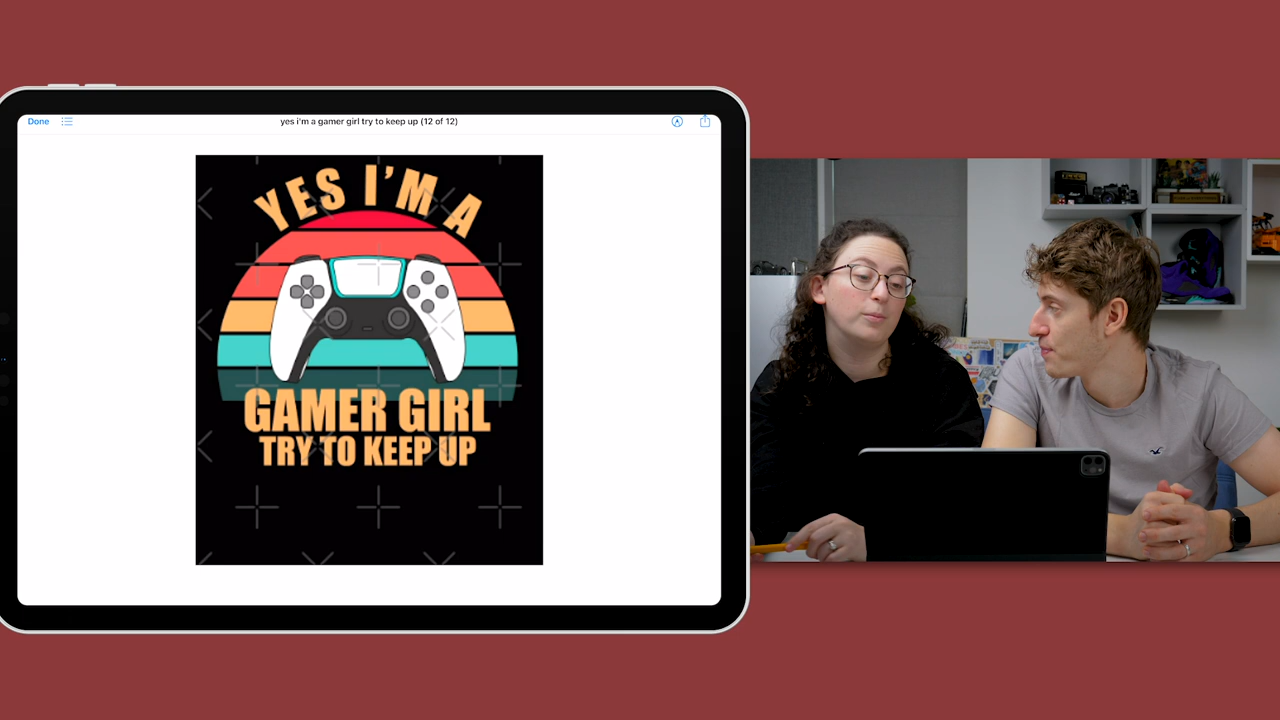 Done
yes i'm a gamer girl try to keep up (12 of 12)
YES I'M A
GAMER GIRL
TRY TO KEEP UP